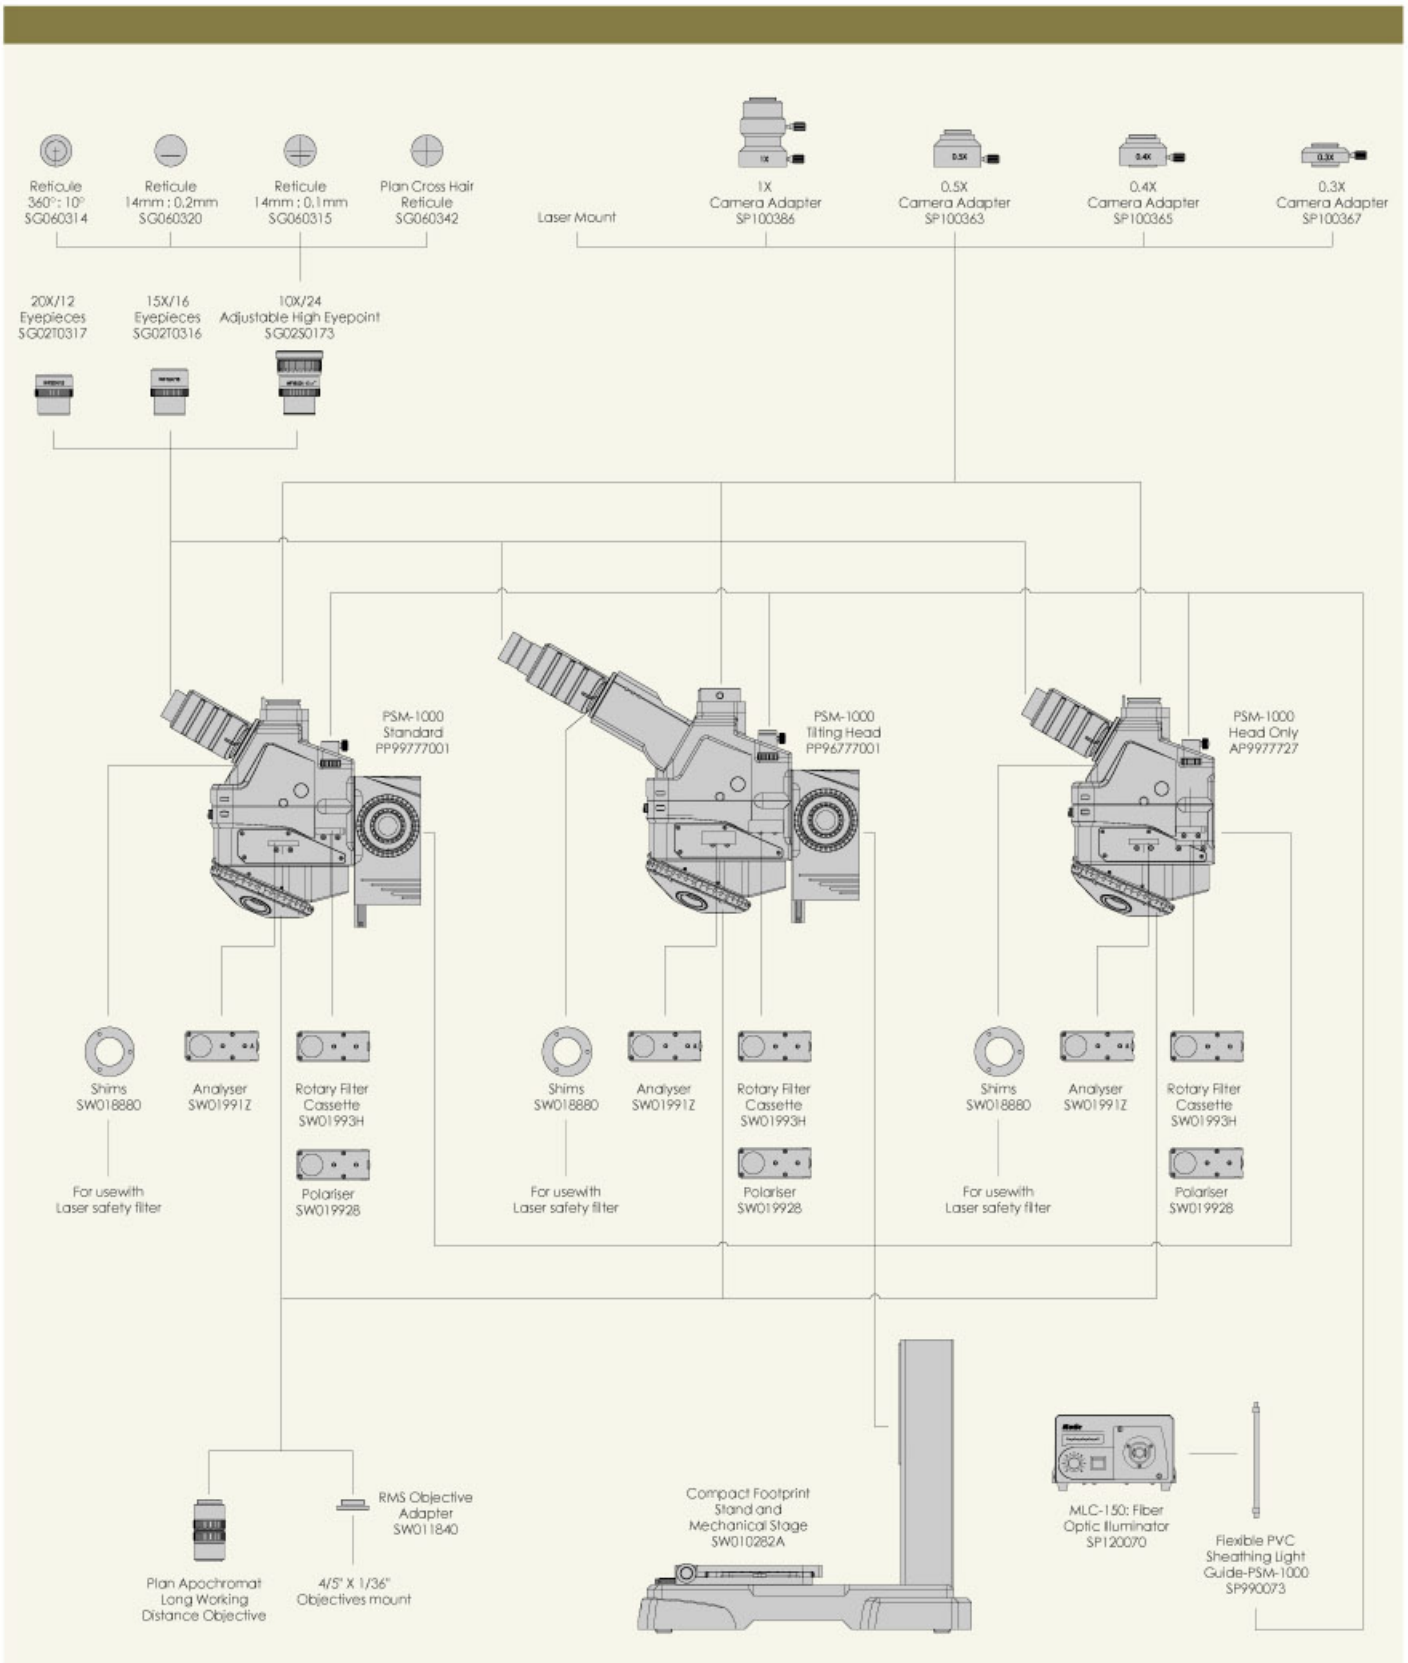 Reticule
360°: 10°
SG060314
Reticule
14mm : 0.2mm
SG060320
Reticule
14mm : 0.1mm
SG060315
Plan Cross Hair
Reticule
SG060342
Laser Mount
1X
1X
Camera Adapter
SP100386
0.5X
0.5X
Camera Adapter
SP100363
0.4X
0.4X
Camera Adapter
SP100365
0.3X
0.3X
Camera Adapter
SP100367
20X/12
Eyepieces
SG02T0317
15X/16
Eyepieces
SG02T0316
10X/24
Adjustable High Eyepoint
SG02S0173
PSM-1000
Standard
PP99777001
PSM-1000
Tilting Head
PP96777001
PSM-1000
Head Only
AP9977727
Shims
SW018880
Analyser
SW01991Z
Rotary Filter
Cassette
SW01993H
Shims
SW018880
Analyser
SW01991Z
Rotary Filter
Cassette
SW01993H
Shims
SW018880
Analyser
SW01991Z
Rotary Filter
Cassette
SW01993H
For usewith
Laser safety filter
Polariser
SW019928
For usewith
Laser safety filter
Polariser
SW019928
For usewith
Laser safety filter
Polariser
SW019928
RMS Objective
Adapter
SW011840
Plan Apochromat
Long Working
Distance Objective
4/5" X 1/36"
Objectives mount
Compact Footprint
Stand and
Mechanical Stage
SW010282A
MLC-150: Fiber
Optic Illuminator
SP120070
Flexible PVC
Sheathing Light
Guide-PSM-1000
SP990073